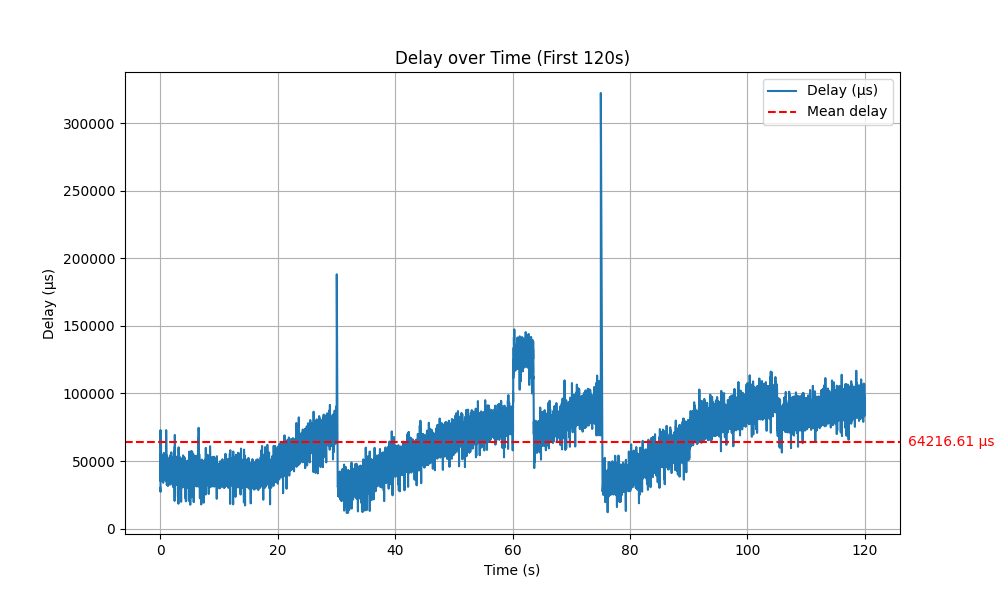 Delay over Time (First 120s)
Delay (µs)
Mean delay
300000
250000
200000
150000
100000
50000
0
Delay (µs)
64216.61 µs
0 20 40 60 80 100 120
Time (s)